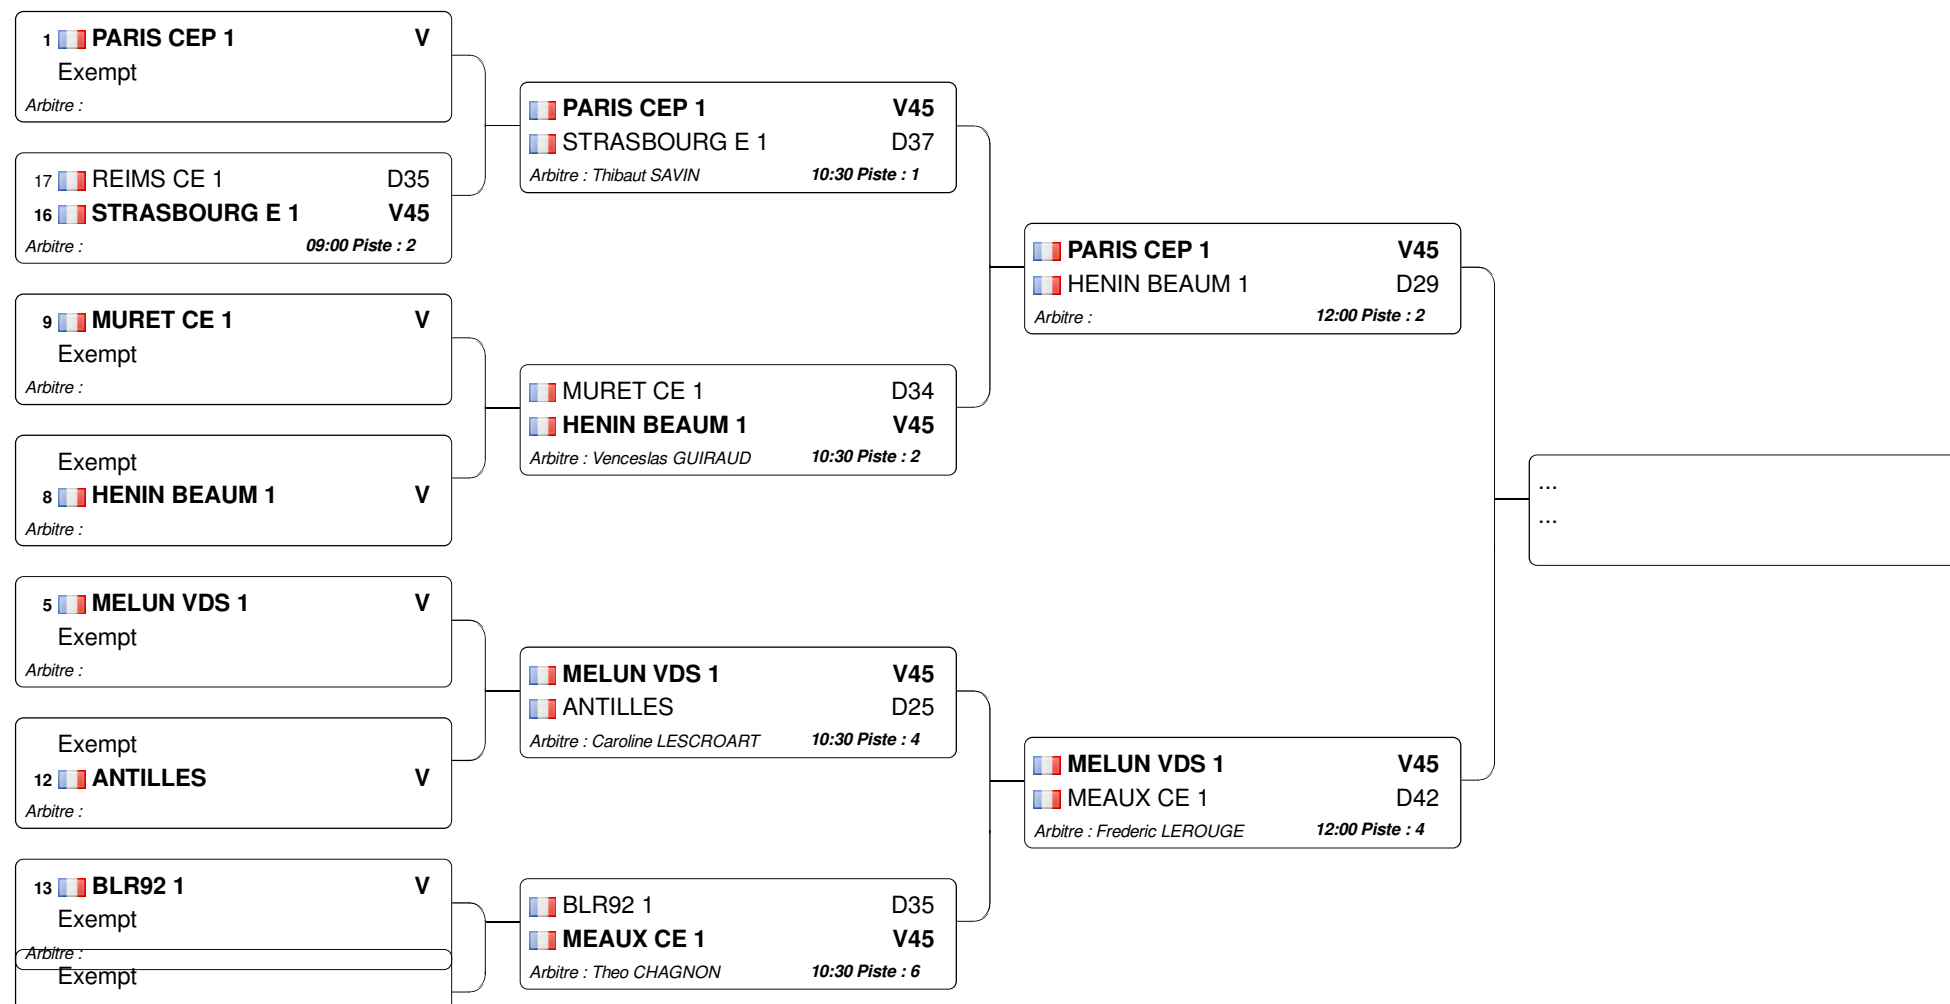 1 PARIS CEP 1 V
Exempt
Arbitre :
17 REIMS CE 1 D35
16 STRASBOURG E 1 V45
Arbitre : 09:00 Piste : 2
9 MURET CE 1 V
Exempt
Arbitre :
Exempt
8 HENIN BEAUM 1 V
Arbitre :
5 MELUN VDS 1 V
Exempt
Arbitre :
Exempt
12 ANTILLES V
Arbitre :
13 BLR92 1 V
Exempt
Arbitre :
Exempt
PARIS CEP 1 V45
STRASBOURG E 1 D37
Arbitre : Thibaut SAVIN 10:30 Piste : 1
MURET CE 1 D34
HENIN BEAUM 1 V45
Arbitre : Venceslas GUIRAUD 10:30 Piste : 2
MELUN VDS 1 V45
ANTILLES D25
Arbitre : Caroline LESCROART 10:30 Piste : 4
BLR92 1 D35
MEAUX CE 1 V45
Arbitre : Theo CHAGNON 10:30 Piste : 6
PARIS CEP 1 V45
HENIN BEAUM 1 D29
Arbitre : 12:00 Piste : 2
MELUN VDS 1 V45
MEAUX CE 1 D42
Arbitre : Frederic LEROUGE 12:00 Piste : 4
...
...